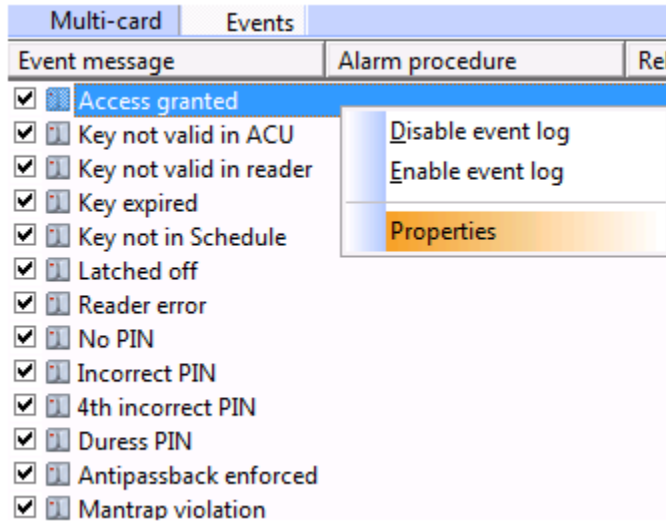 Multi-card Events
Event message Alarm procedure Rel
Access granted
Key not valid in ACU
Disable event log
Key not valid in reader
Enable event log
Key expired
Key not in Schedule
Properties
Latched off
Reader error
No PIN
Incorrect PIN
4th incorrect PIN
Duress PIN
Antipassback enforced
Mantrap violation